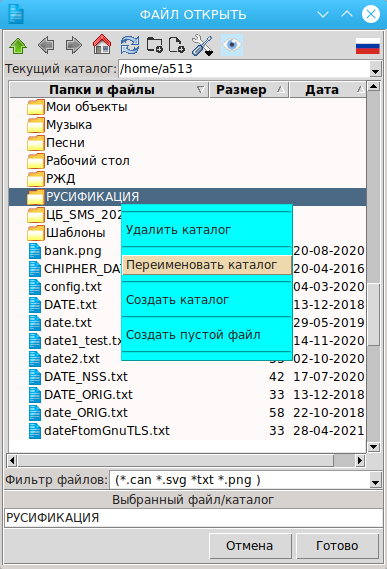 ФАЙЛ ОТКРЫТЬ
Текущий каталог: /home/a513
Папки и файлы Размер Дата
Мои объекты
Музыка
Песни
Рабочий стол
РЖД
РУСИФИКАЦИЯ
ЦБ_SMS_202
Удалить каталог
Шаблоны
bank.png 20-08-2020
CHIPHER_DAT 20-04-2016
Переименовать каталог
config.txt 04-03-2020
Создать каталог
DATE.txt 13-12-2018
date.txt 29-05-2019
date1_test.tx 14-11-2020
Создать пустой файл
date2.txt 02-10-2020
DATE_NSS.txt 42 17-07-2020
DATE_ORIG.txt 33 13-12-2018
date_ORIG.txt 58 22-10-2018
dateFtomGnuTLS.txt 33 28-04-2021
Фильтр файлов: (*.can *.svg *txt *.png )
Выбранный файл/каталог
РУСИФИКАЦИЯ
Отмена Готово